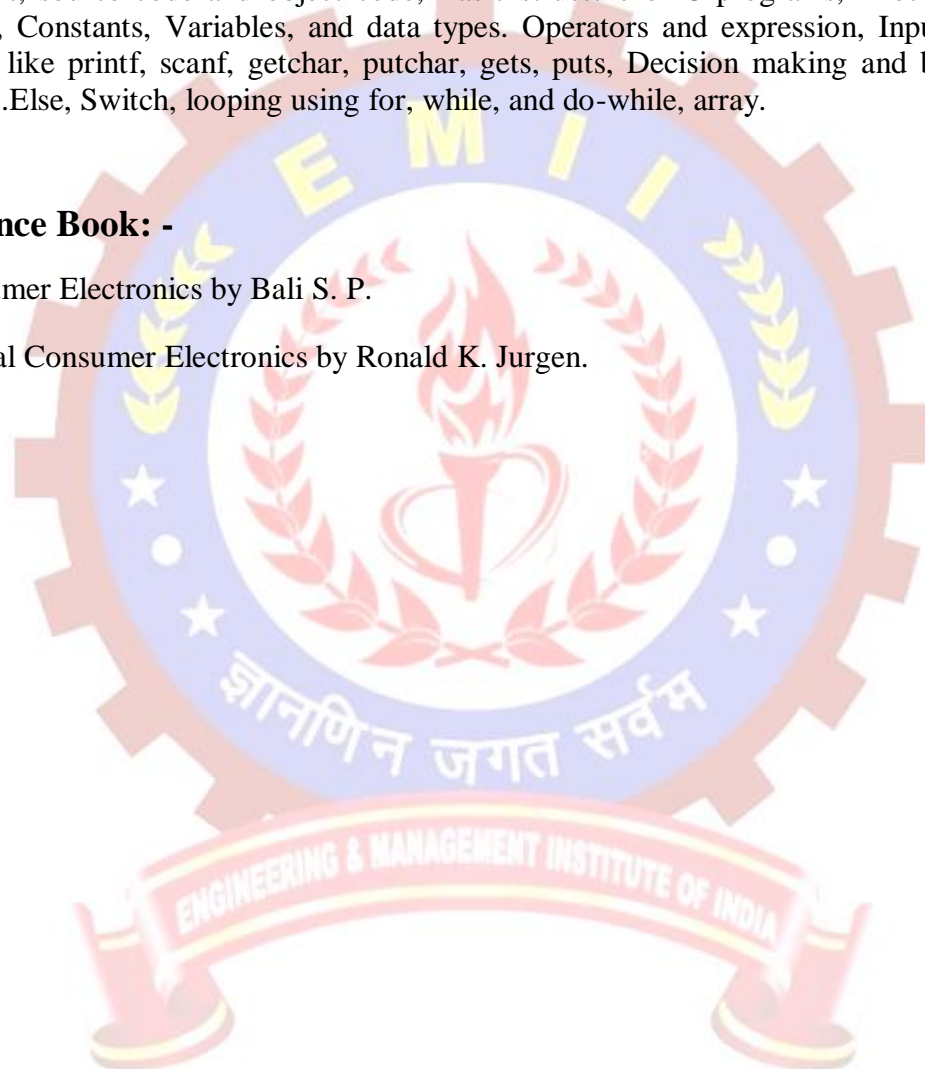 , Constants, Variables, and data types. Operators and expression, Inpu
like printf, scanf, getchar, putchar, gets, puts, Decision making and b
.Else, Switch, looping using for, while, and do-while, array.
EMII
nce Book: -
mer Electronics by Bali S. P.
al Consumer Electronics by Ronald K. Jurgen.
ज्ञानणिन जगत सर्वम
ENGINEERING & MANAGEMENT INSTITUTE OF INDIA